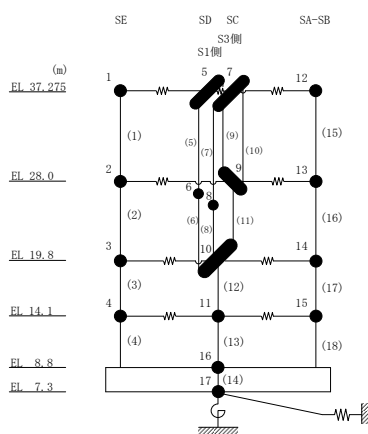 SE SD SC SA-SB
S3側
S1側
(m)
EL 37.275 1 5 7 12
(1) (5) (7) (9) (10) (15)
EL 28.0 2 6 8 9 13
(2) (6) (8) (11) (16)
EL 19.8 3 10 14
(3) (12) (17)
EL 14.1 4 11 15
(4) (13) (18)
EL 8.8 16
EL 7.3 17 (14)